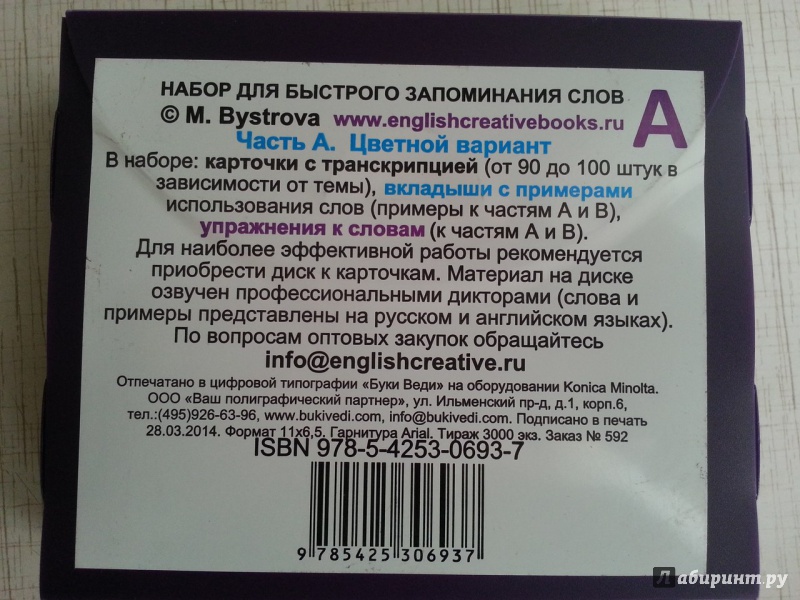 НАБОР ДЛЯ БЫСТРОГО ЗАПОМИНАНИЯ СЛОВ
А
© M. Bystrova www.englishcreativebooks.ru
Часть А. Цветной вариант
В наборе: карточки с транскрипцией (от 90 до 100 штук в
зависимости от темы), вкладыши с примерами
использования слов (примеры к частям А и В),
упражнения к словам (к частям А и В).
Для наиболее эффективной работы рекомендуется
приобрести диск к карточкам. Материал на диске
озвучен профессиональными дикторами (слова и
примеры представлены на русском и английском языках).
По вопросам оптовых закупок обращайтесь
info@englishcreative.ru
Отпечатано в цифровой типографии «Буки Веди» на оборудовании Konica Minolta.
ООО «Ваш полиграфический партнер», ул. Ильменский пр-д, д.1, корп.6,
тел.:(495)926-63-96, www.bukivedi.com, info@bukivedi.com. Подписано в печать
28.03.2014. Формат 11х6,5. Гарнитура Arial. Тираж 3000 экз. Заказ № 592
ISBN 978-5-4253-0693-7
9 785425 306937
Лабиринт.ру